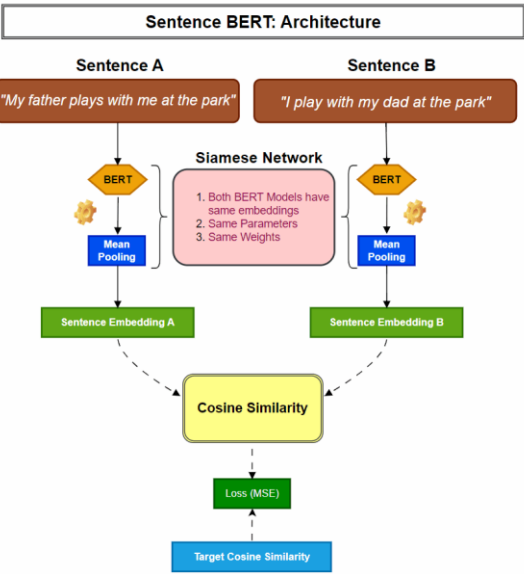 Sentence BERT: Architecture
Sentence A
Sentence B
"My father plays with me at the park"
"I play with my dad at the park"
Siamese Network
BERT
BERT
1. Both BERT Models have
same embeddings
2. Same Parameters
3. Same Weights
Mean
Pooling
Mean
Pooling
Sentence Embedding A
Sentence Embedding B
Cosine Similarity
Loss (MSE)
Target Cosine Similarity